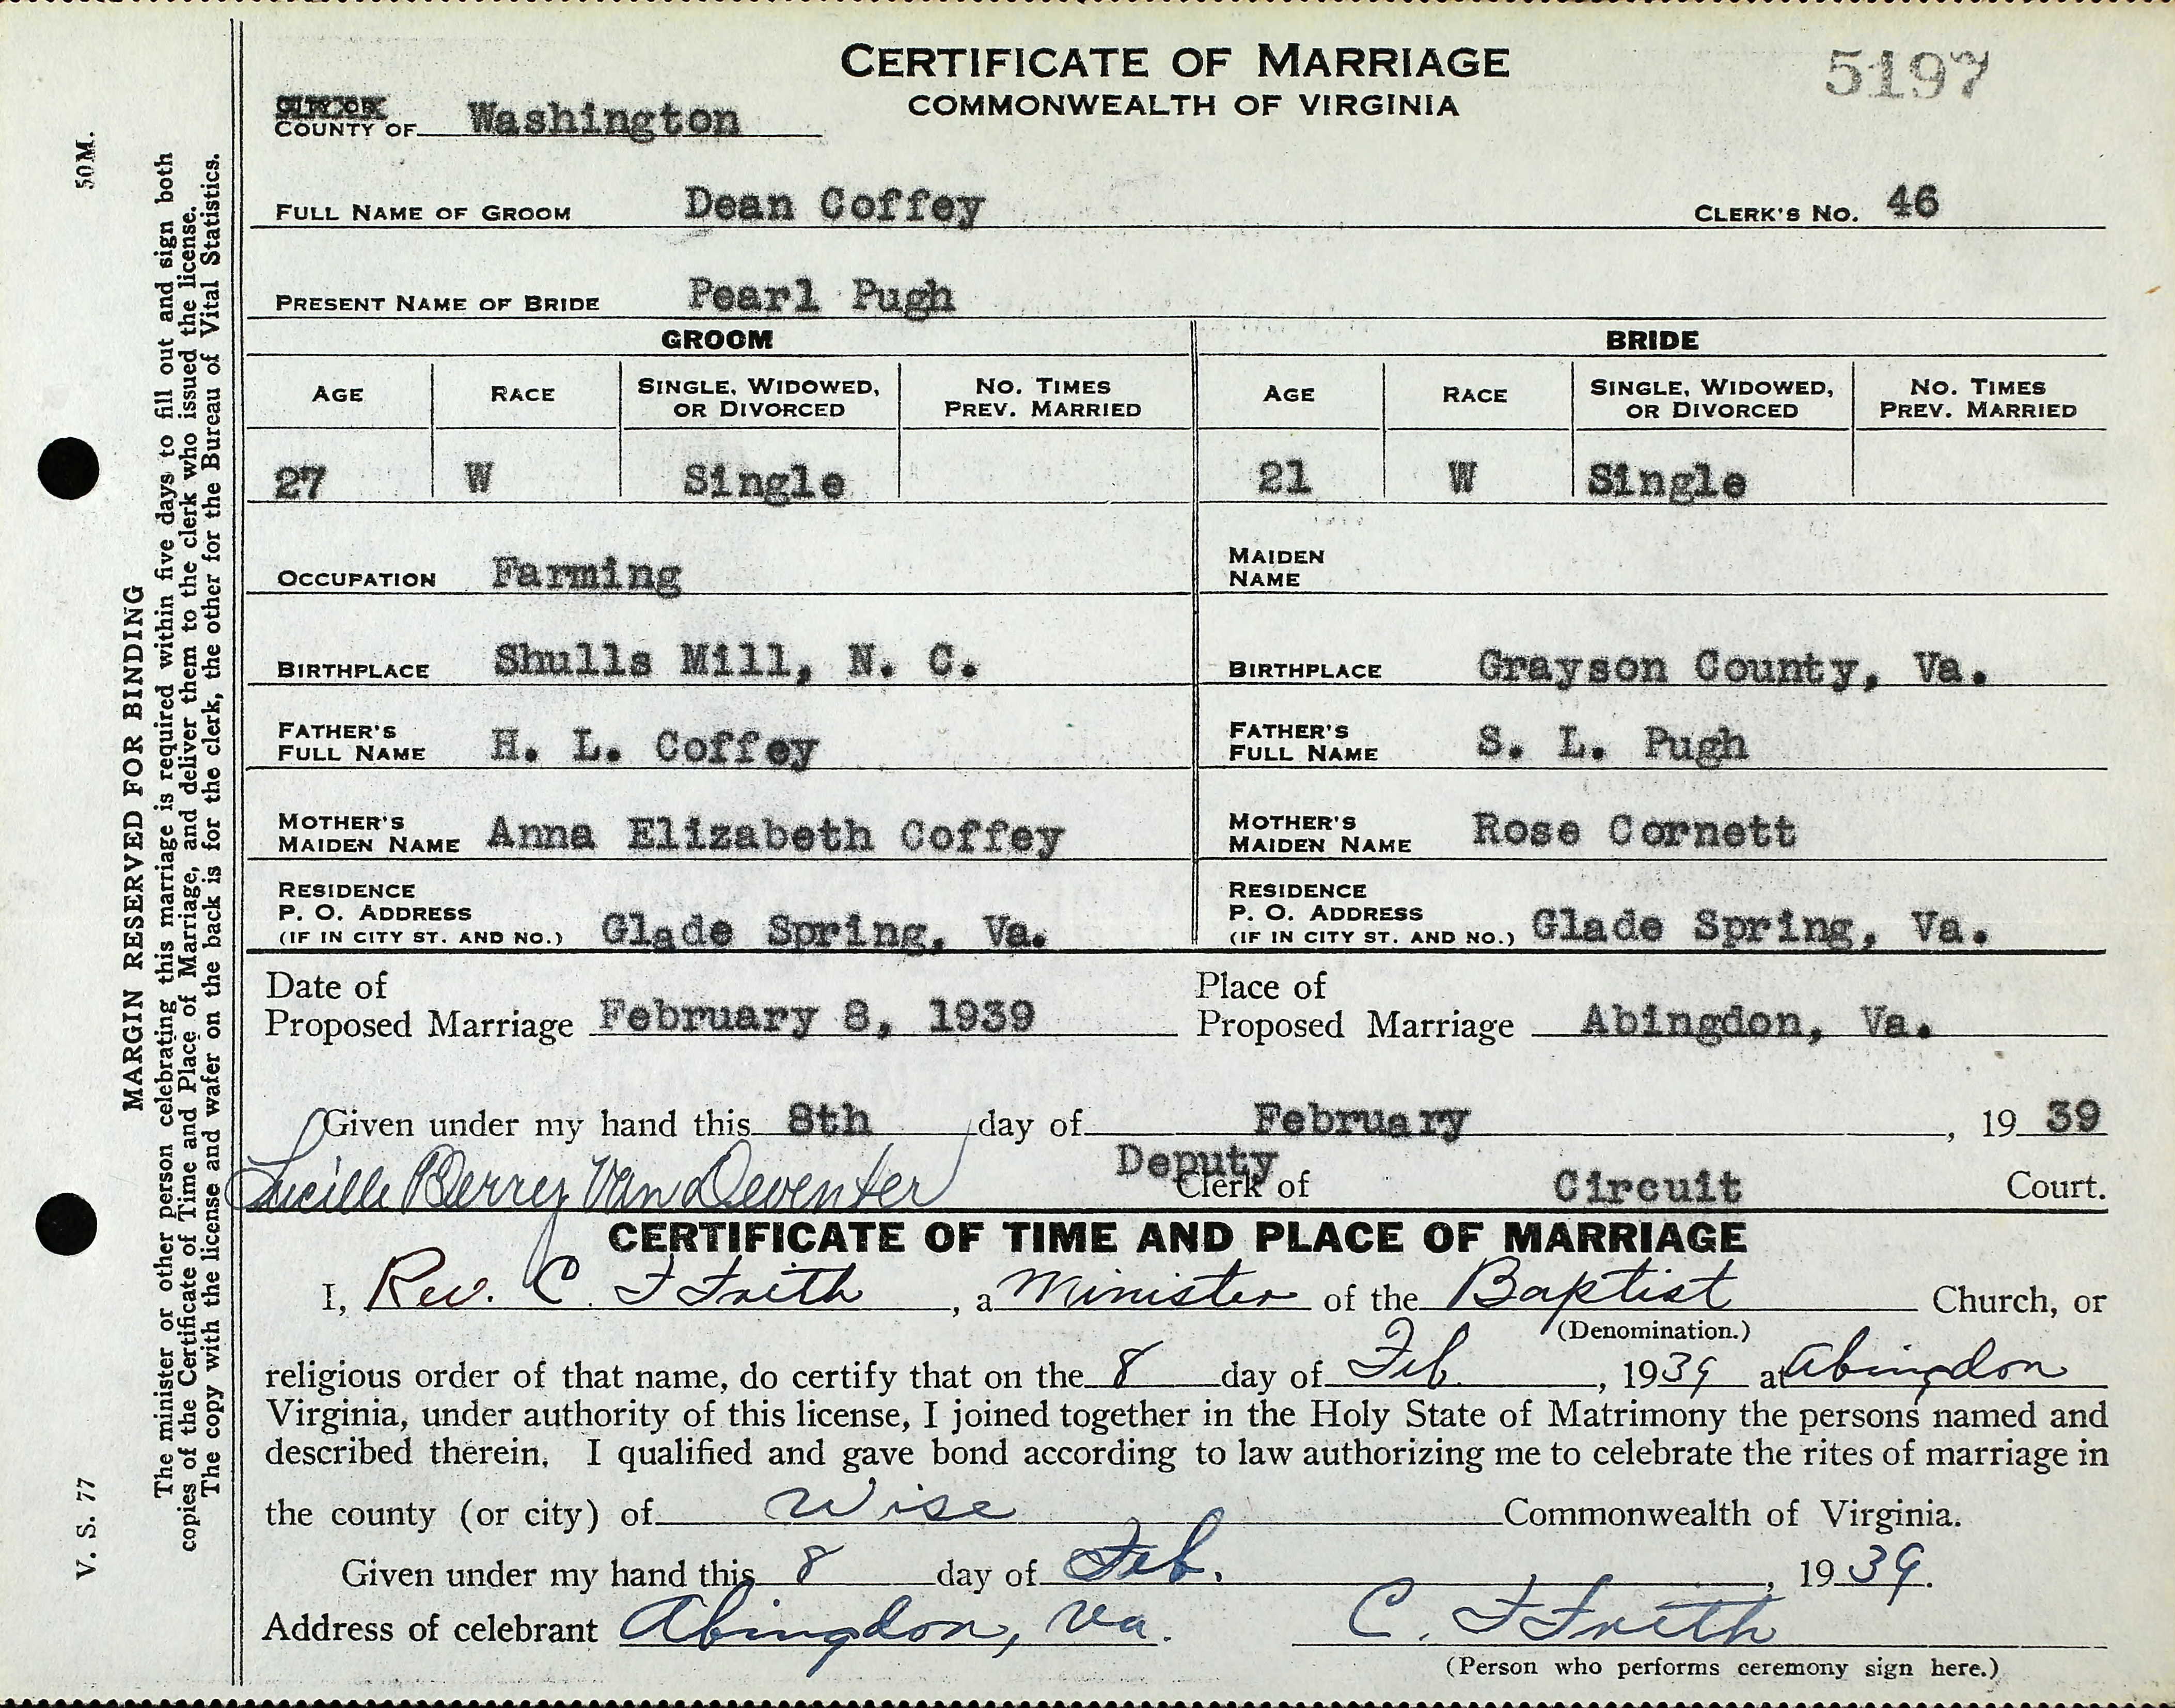 CERTIFICATE OF MARRIAGE
COMMONWEALTH OF VIRGINIA
5197
CITY OR
COUNTY OF Washington
FULL NAME OF GROOM Dean Coffey CLERK'S NO. 46
PRESENT NAME OF BRIDE Pearl Pugh
GROOM BRIDE
AGE RACE SINGLE, WIDOWED, OR DIVORCED NO. TIMES PREV. MARRIED AGE RACE SINGLE, WIDOWED, OR DIVORCED NO. TIMES PREV. MARRIED
27 W Single 21 W Single
OCCUPATION Farming MAIDEN NAME
BIRTHPLACE Shulls Mill, N. C. BIRTHPLACE Grayson County, Va.
FATHER'S FULL NAME H. L. Coffey FATHER'S FULL NAME S. L. Pugh
MOTHER'S MAIDEN NAME Anna Elizabeth Coffey MOTHER'S MAIDEN NAME Rose Cornett
RESIDENCE P. O. ADDRESS (IF IN CITY ST. AND NO.) Glade Spring, Va. RESIDENCE P. O. ADDRESS (IF IN CITY ST. AND NO.) Glade Spring, Va.
Date of Proposed Marriage February 8, 1939 Place of Proposed Marriage Abingdon, Va.
Given under my hand this 8th day of February, 1939
Lucille Berrey Van Deventer Deputy Clerk of Circuit Court.
CERTIFICATE OF TIME AND PLACE OF MARRIAGE
I, Rev. C. F Frith, a Minister of the Baptist Church, or
(Denomination.)
religious order of that name, do certify that on the 8 day of Feb., 1939 at Abingdon
Virginia, under authority of this license, I joined together in the Holy State of Matrimony the persons named and
described therein. I qualified and gave bond according to law authorizing me to celebrate the rites of marriage in
the county (or city) of Wise Commonwealth of Virginia.
Given under my hand this 8 day of Feb., 1939.
Address of celebrant Abingdon, Va. C. F Frith
(Person who performs ceremony sign here.)
V. S. 77 50M.
MARGIN RESERVED FOR BINDING
The minister or other person celebrating this marriage is required within five days to fill out and sign both
copies of the Certificate of Time and Place of Marriage, and deliver them to the clerk who issued the license.
The copy with the license and wafer on the back is for the clerk, the other for the Bureau of Vital Statistics.